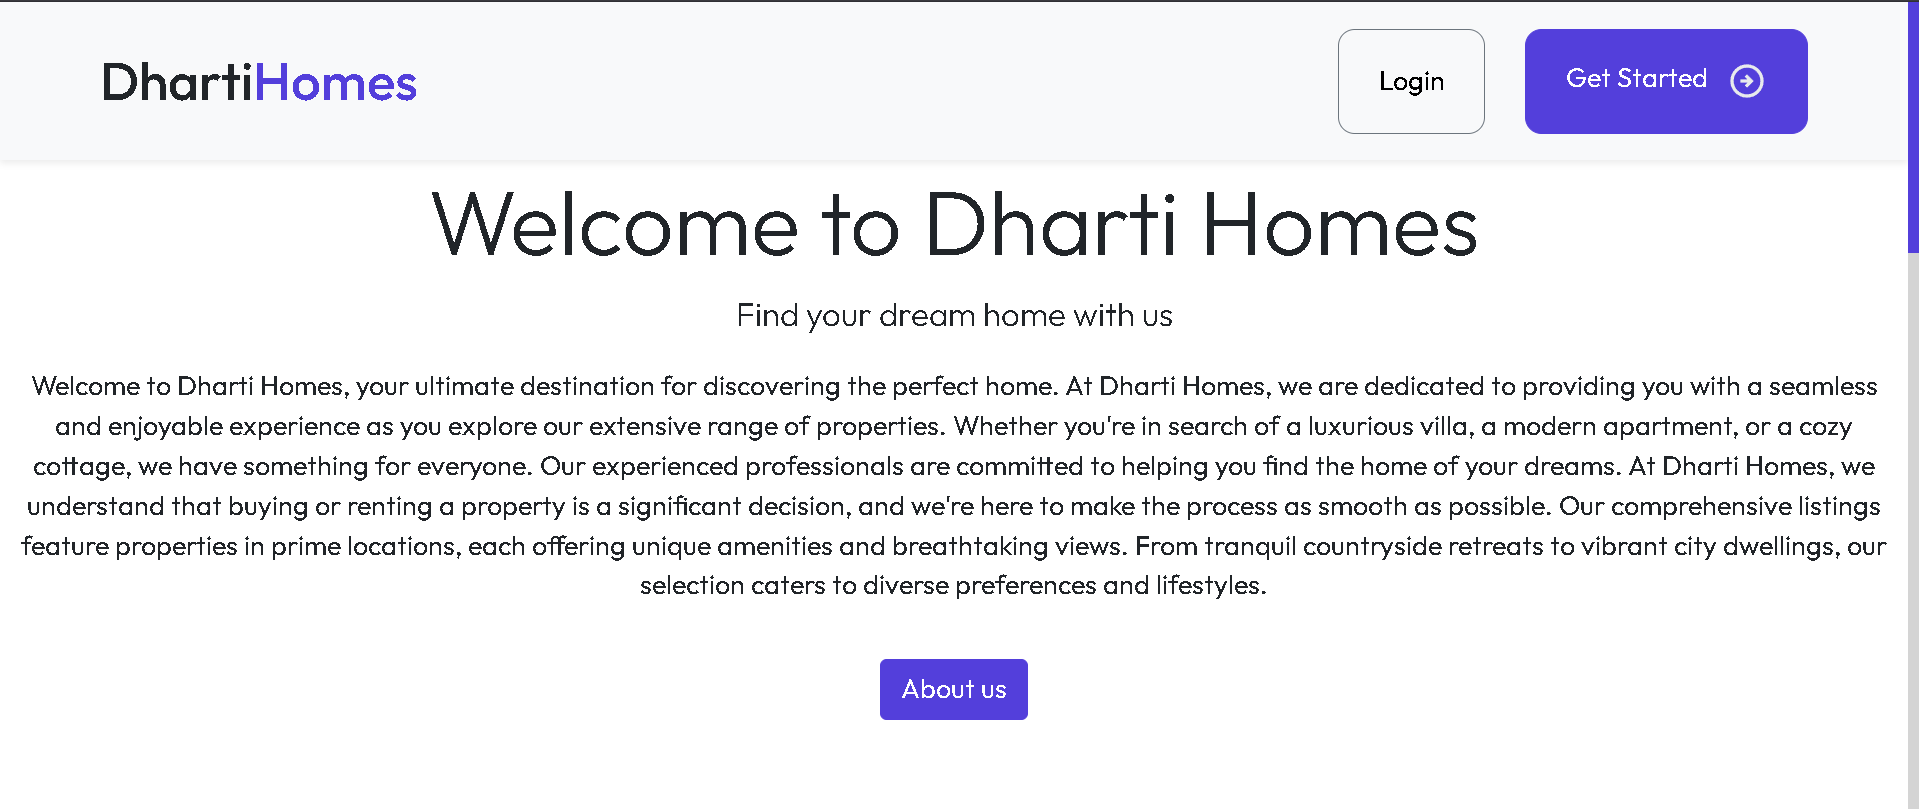 DhartiHomes
Login
Get Started
Welcome to Dharti Homes
Find your dream home with us
Welcome to Dharti Homes, your ultimate destination for discovering the perfect home. At Dharti Homes, we are dedicated to providing you with a seamless
and enjoyable experience as you explore our extensive range of properties. Whether you're in search of a luxurious villa, a modern apartment, or a cozy
cottage, we have something for everyone. Our experienced professionals are committed to helping you find the home of your dreams. At Dharti Homes, we
understand that buying or renting a property is a significant decision, and we're here to make the process as smooth as possible. Our comprehensive listings
feature properties in prime locations, each offering unique amenities and breathtaking views. From tranquil countryside retreats to vibrant city dwellings, our
selection caters to diverse preferences and lifestyles.
About us